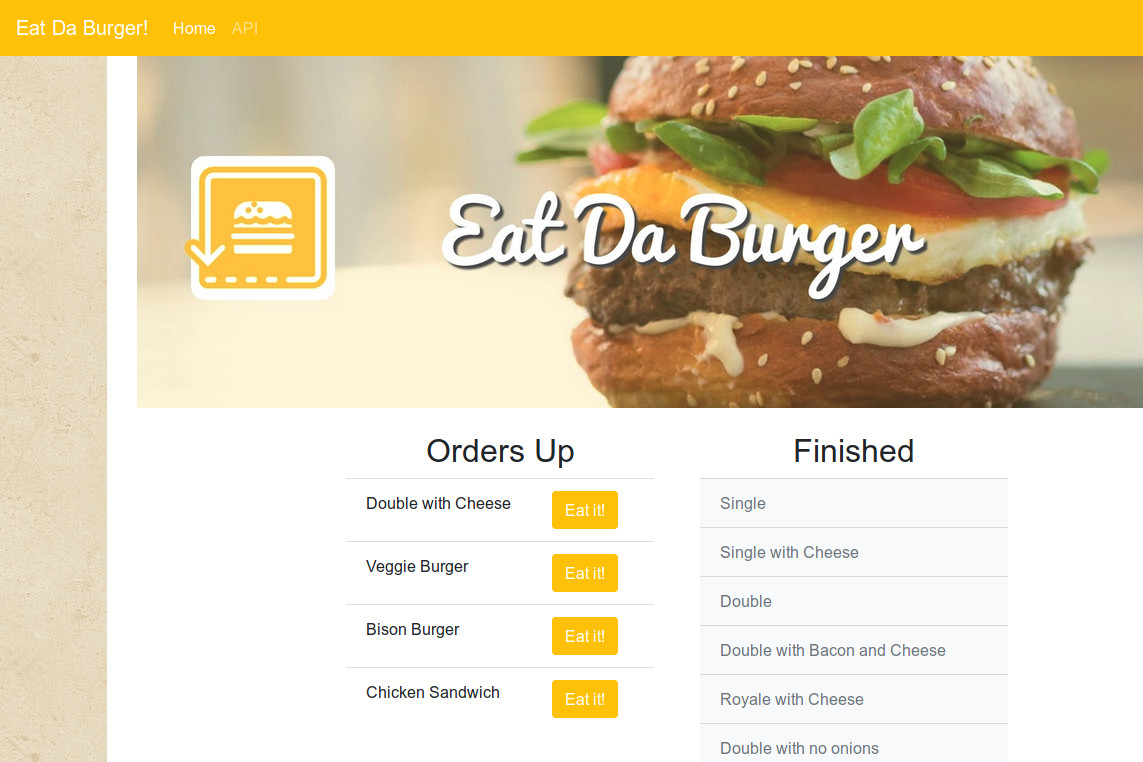 Eat Da Burger! Home API
Eat Da Burger
Orders Up
Double with Cheese Eat it!
Veggie Burger Eat it!
Bison Burger Eat it!
Chicken Sandwich Eat it!
Finished
Single
Single with Cheese
Double
Double with Bacon and Cheese
Royale with Cheese
Double with no onions